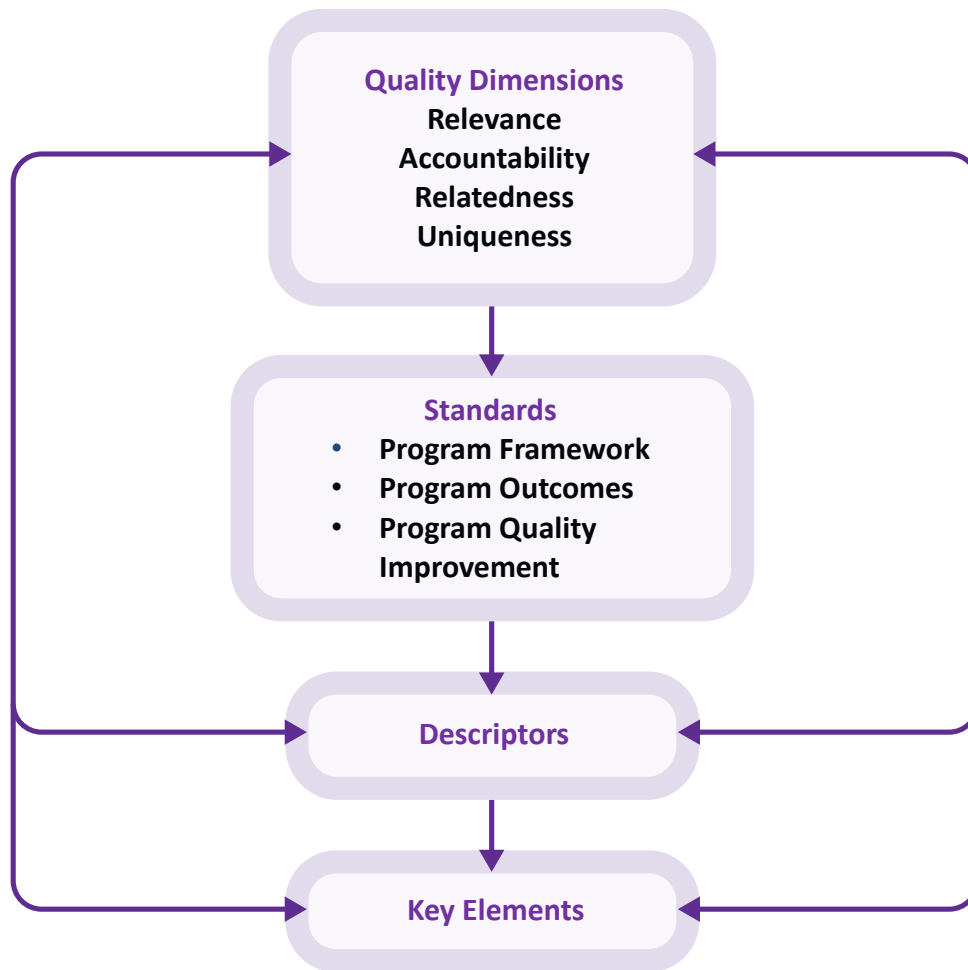 Quality Dimensions
Relevance
Accountability
Relatedness
Uniqueness
Standards
• Program Framework
• Program Outcomes
• Program Quality
Improvement
Descriptors
Key Elements